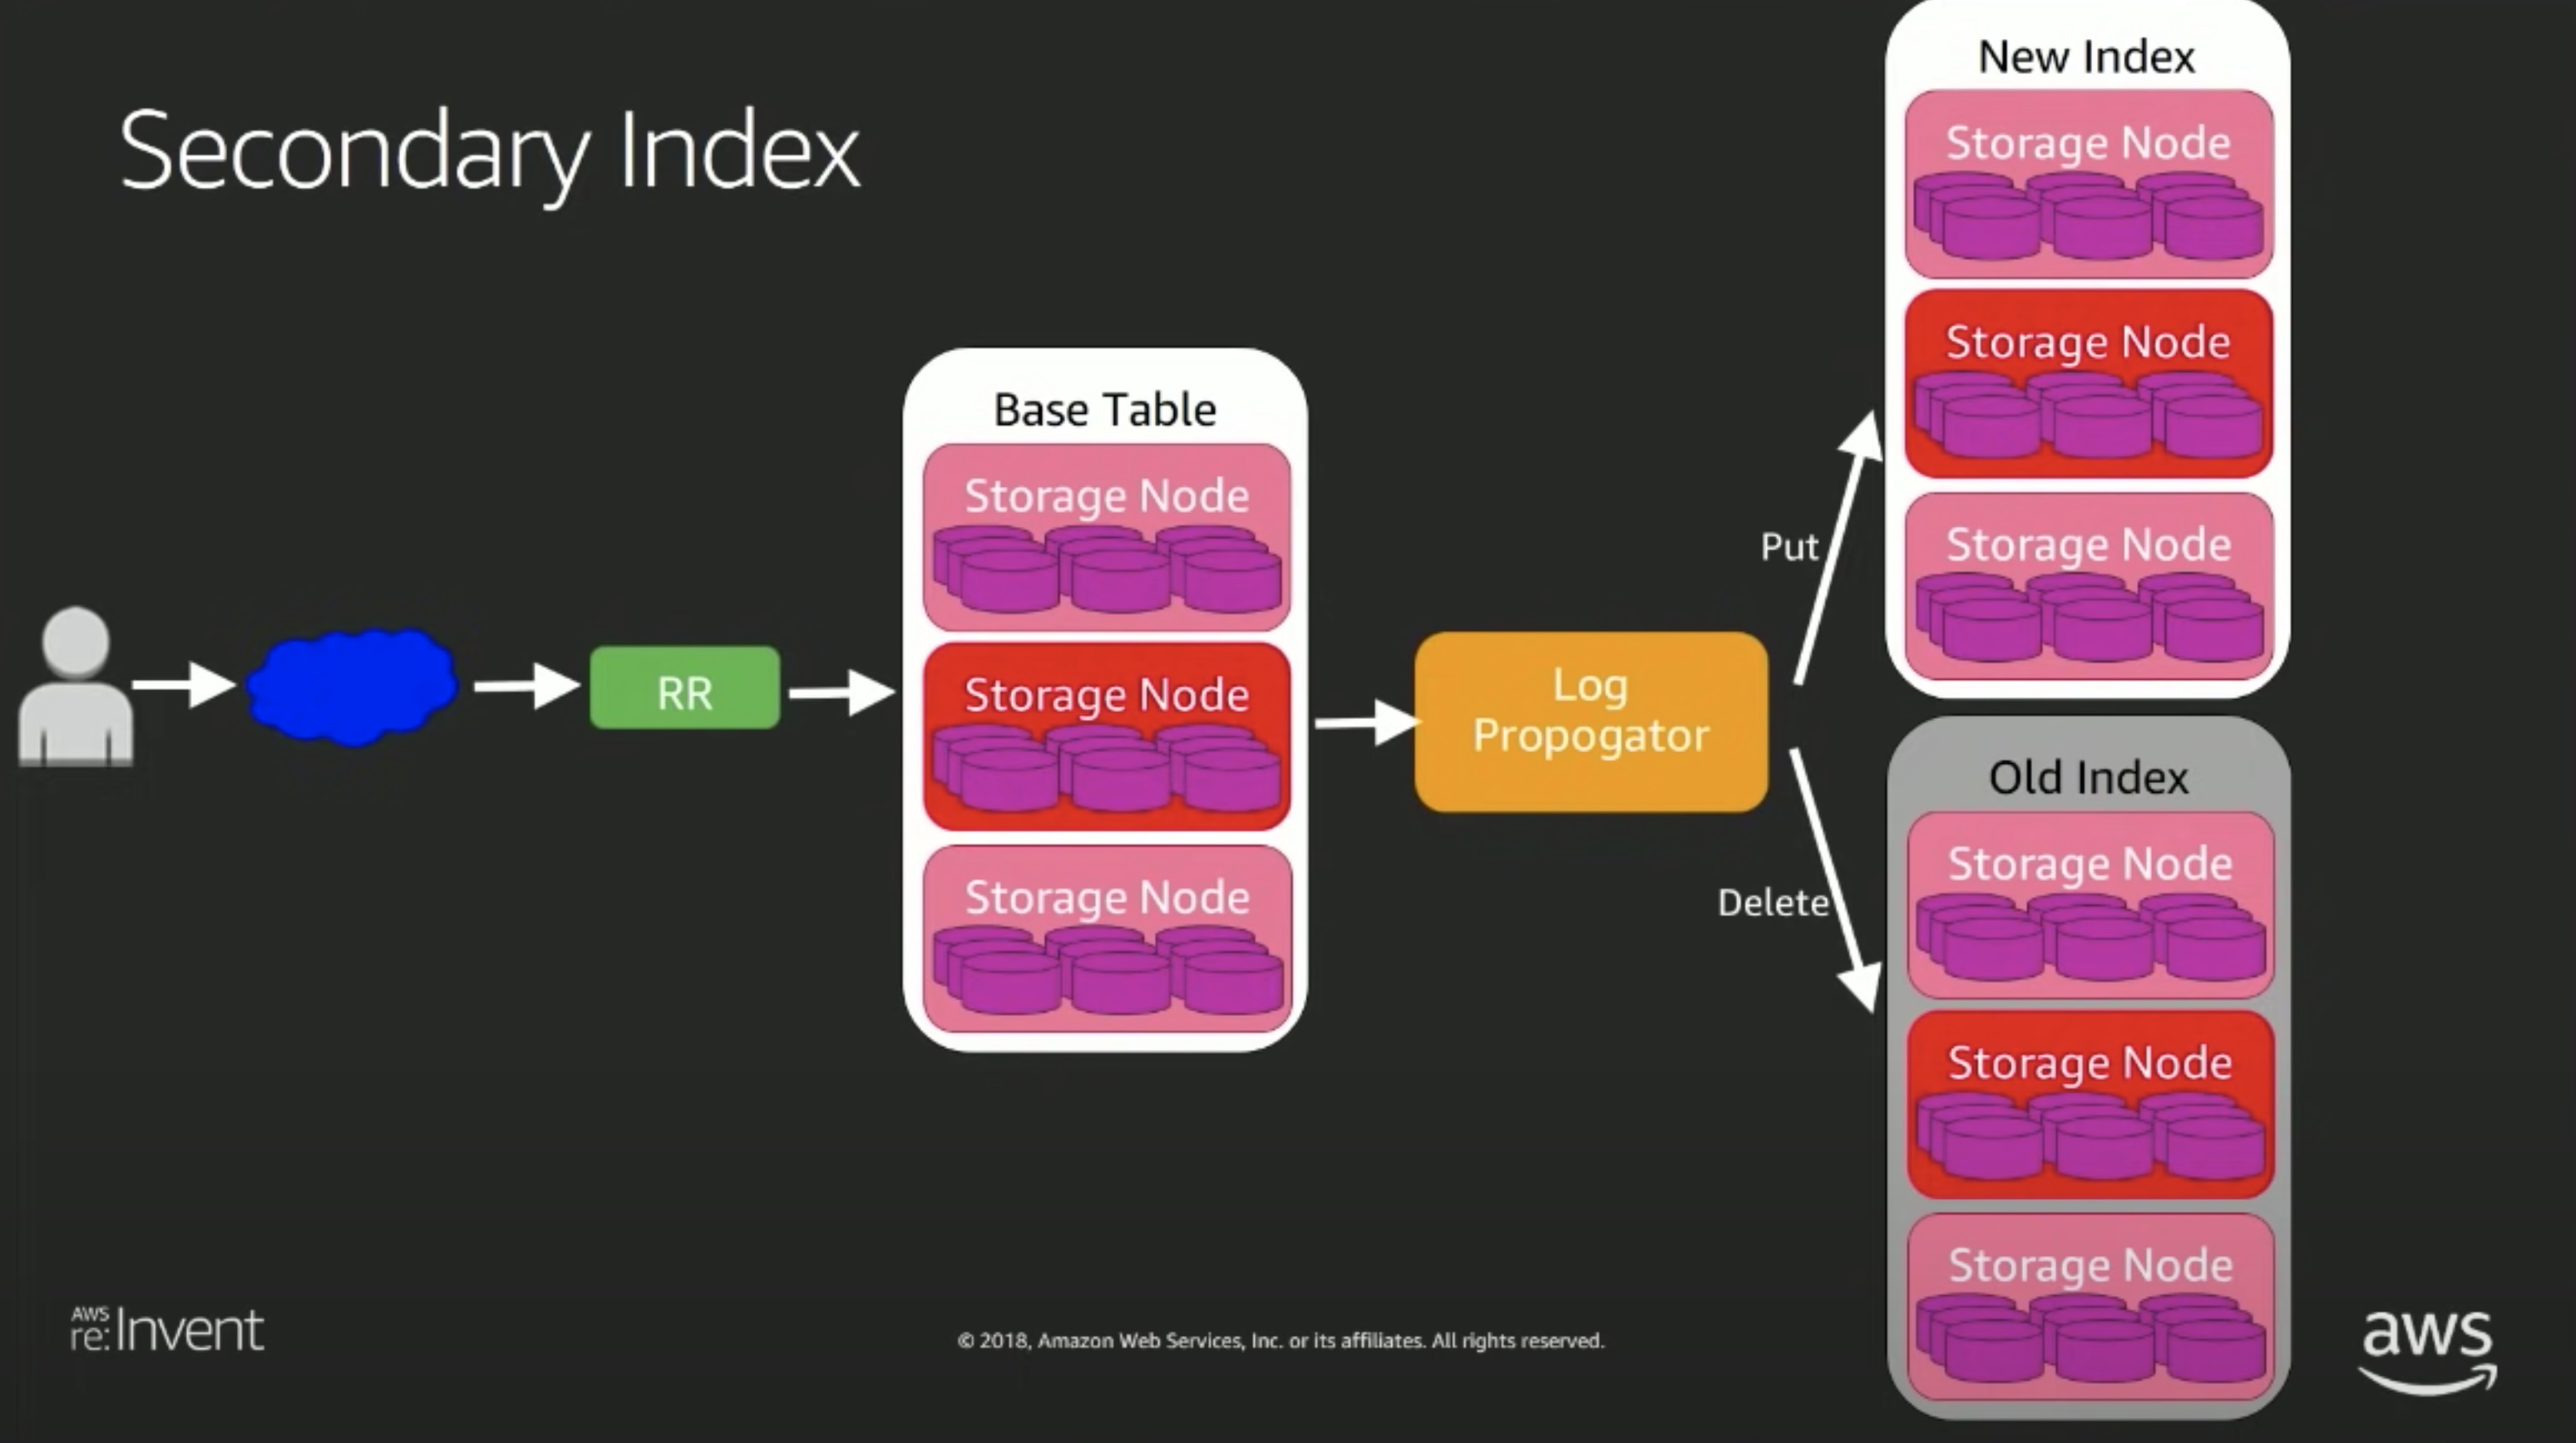 Secondary Index
RR
Base Table
Storage Node
Storage Node
Storage Node
Log
Propogator
Put
Delete
New Index
Storage Node
Storage Node
Storage Node
Old Index
Storage Node
Storage Node
Storage Node
AWS
re:Invent
© 2018, Amazon Web Services, Inc. or its affiliates. All rights reserved.
aws